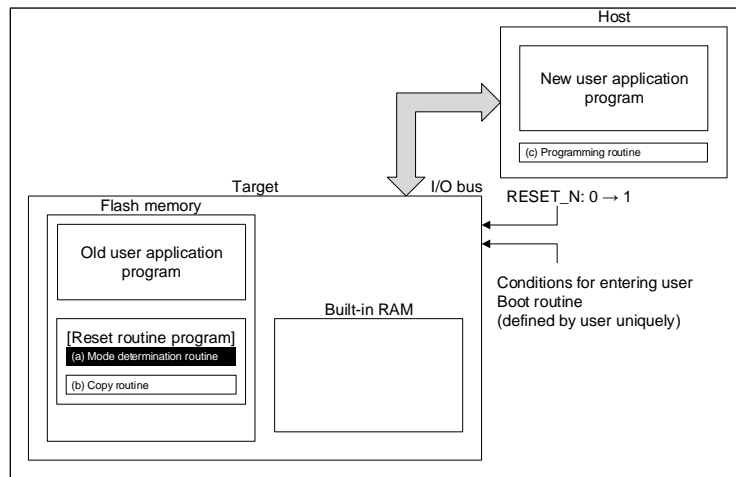 Host
New user application
program
(c) Programming routine
Target
I/O bus
RESET_N: 0 → 1
Flash memory
Old user application
program
Conditions for entering user
Boot routine
(defined by user uniquely)
Built-in RAM
[Reset routine program]
(a) Mode determination routine
(b) Copy routine